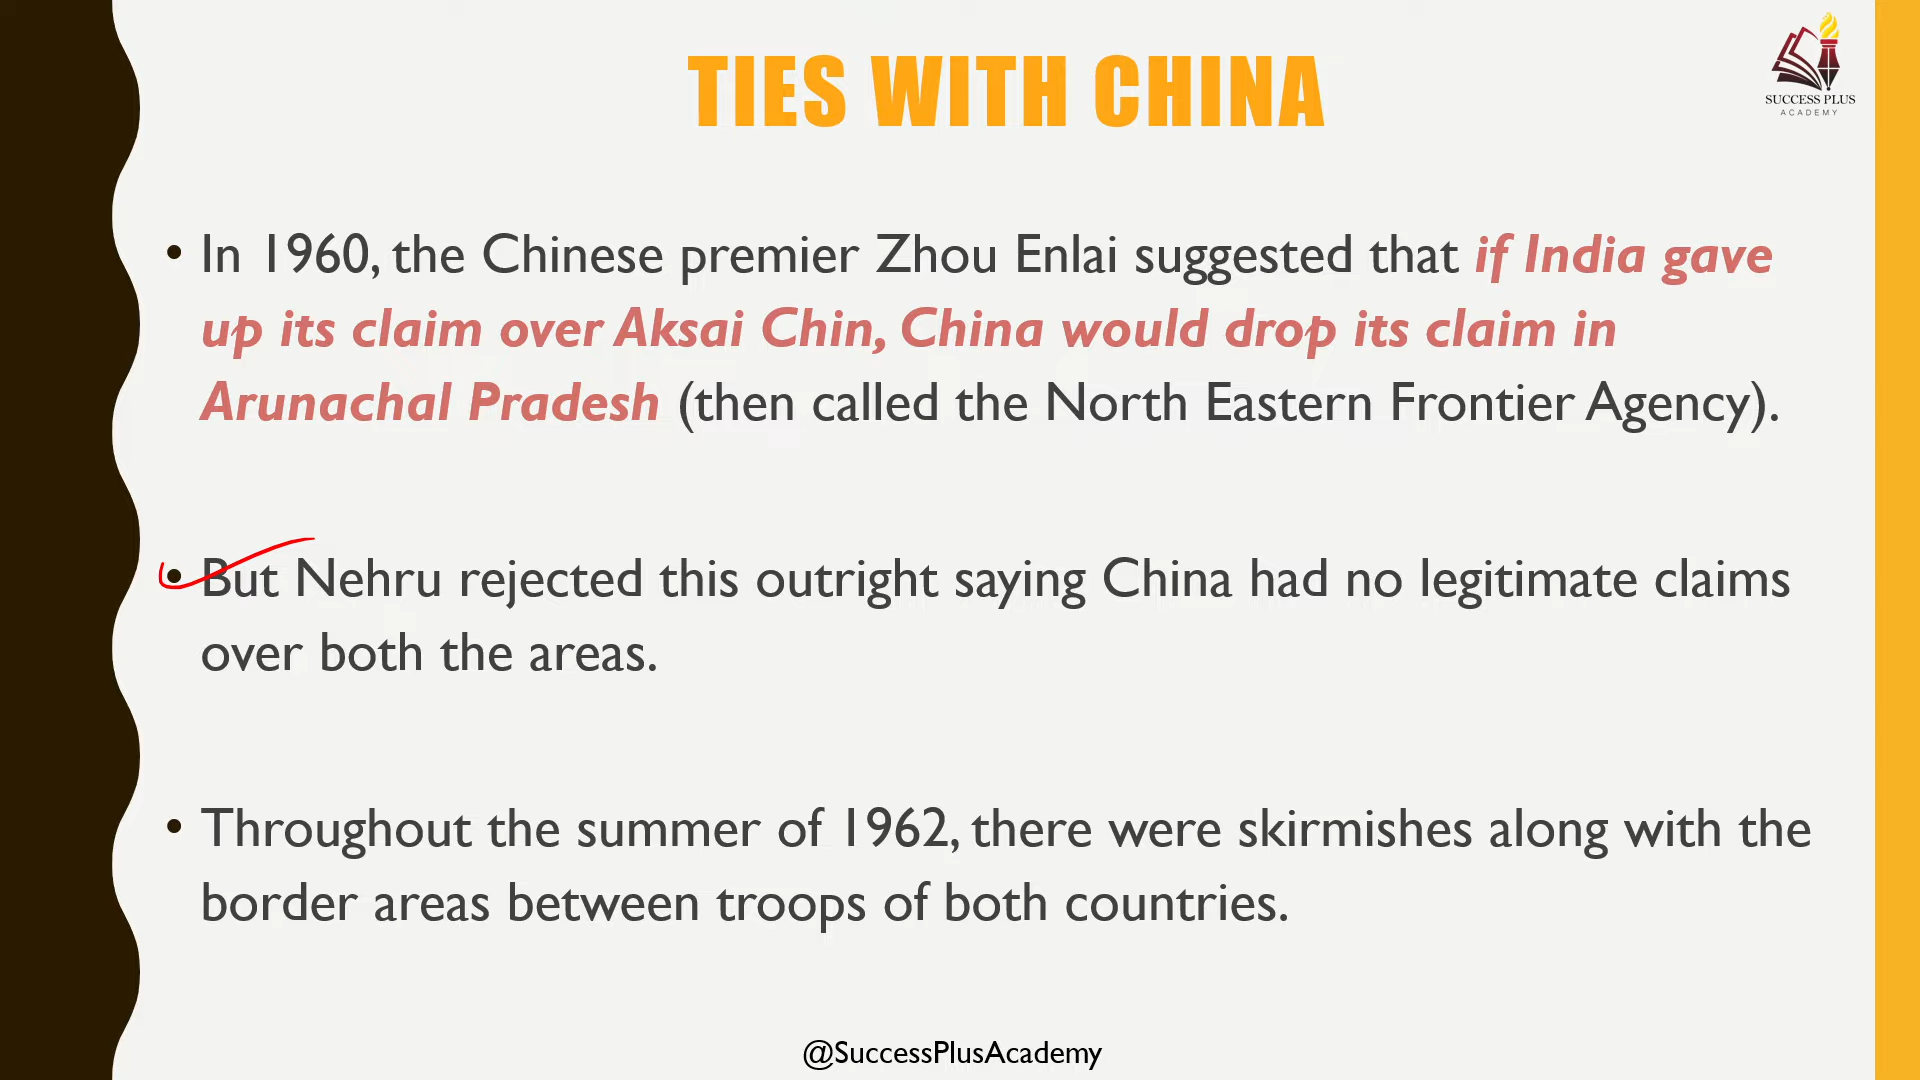 TIES WITH CHINA
SUCCESS PLUS
ACADEMY
• In 1960, the Chinese premier Zhou Enlai suggested that if India gave
up its claim over Aksai Chin, China would drop its claim in
Arunachal Pradesh (then called the North Eastern Frontier Agency).
• But Nehru rejected this outright saying China had no legitimate claims
over both the areas.
• Throughout the summer of 1962, there were skirmishes along with the
border areas between troops of both countries.
@SuccessPlusAcademy